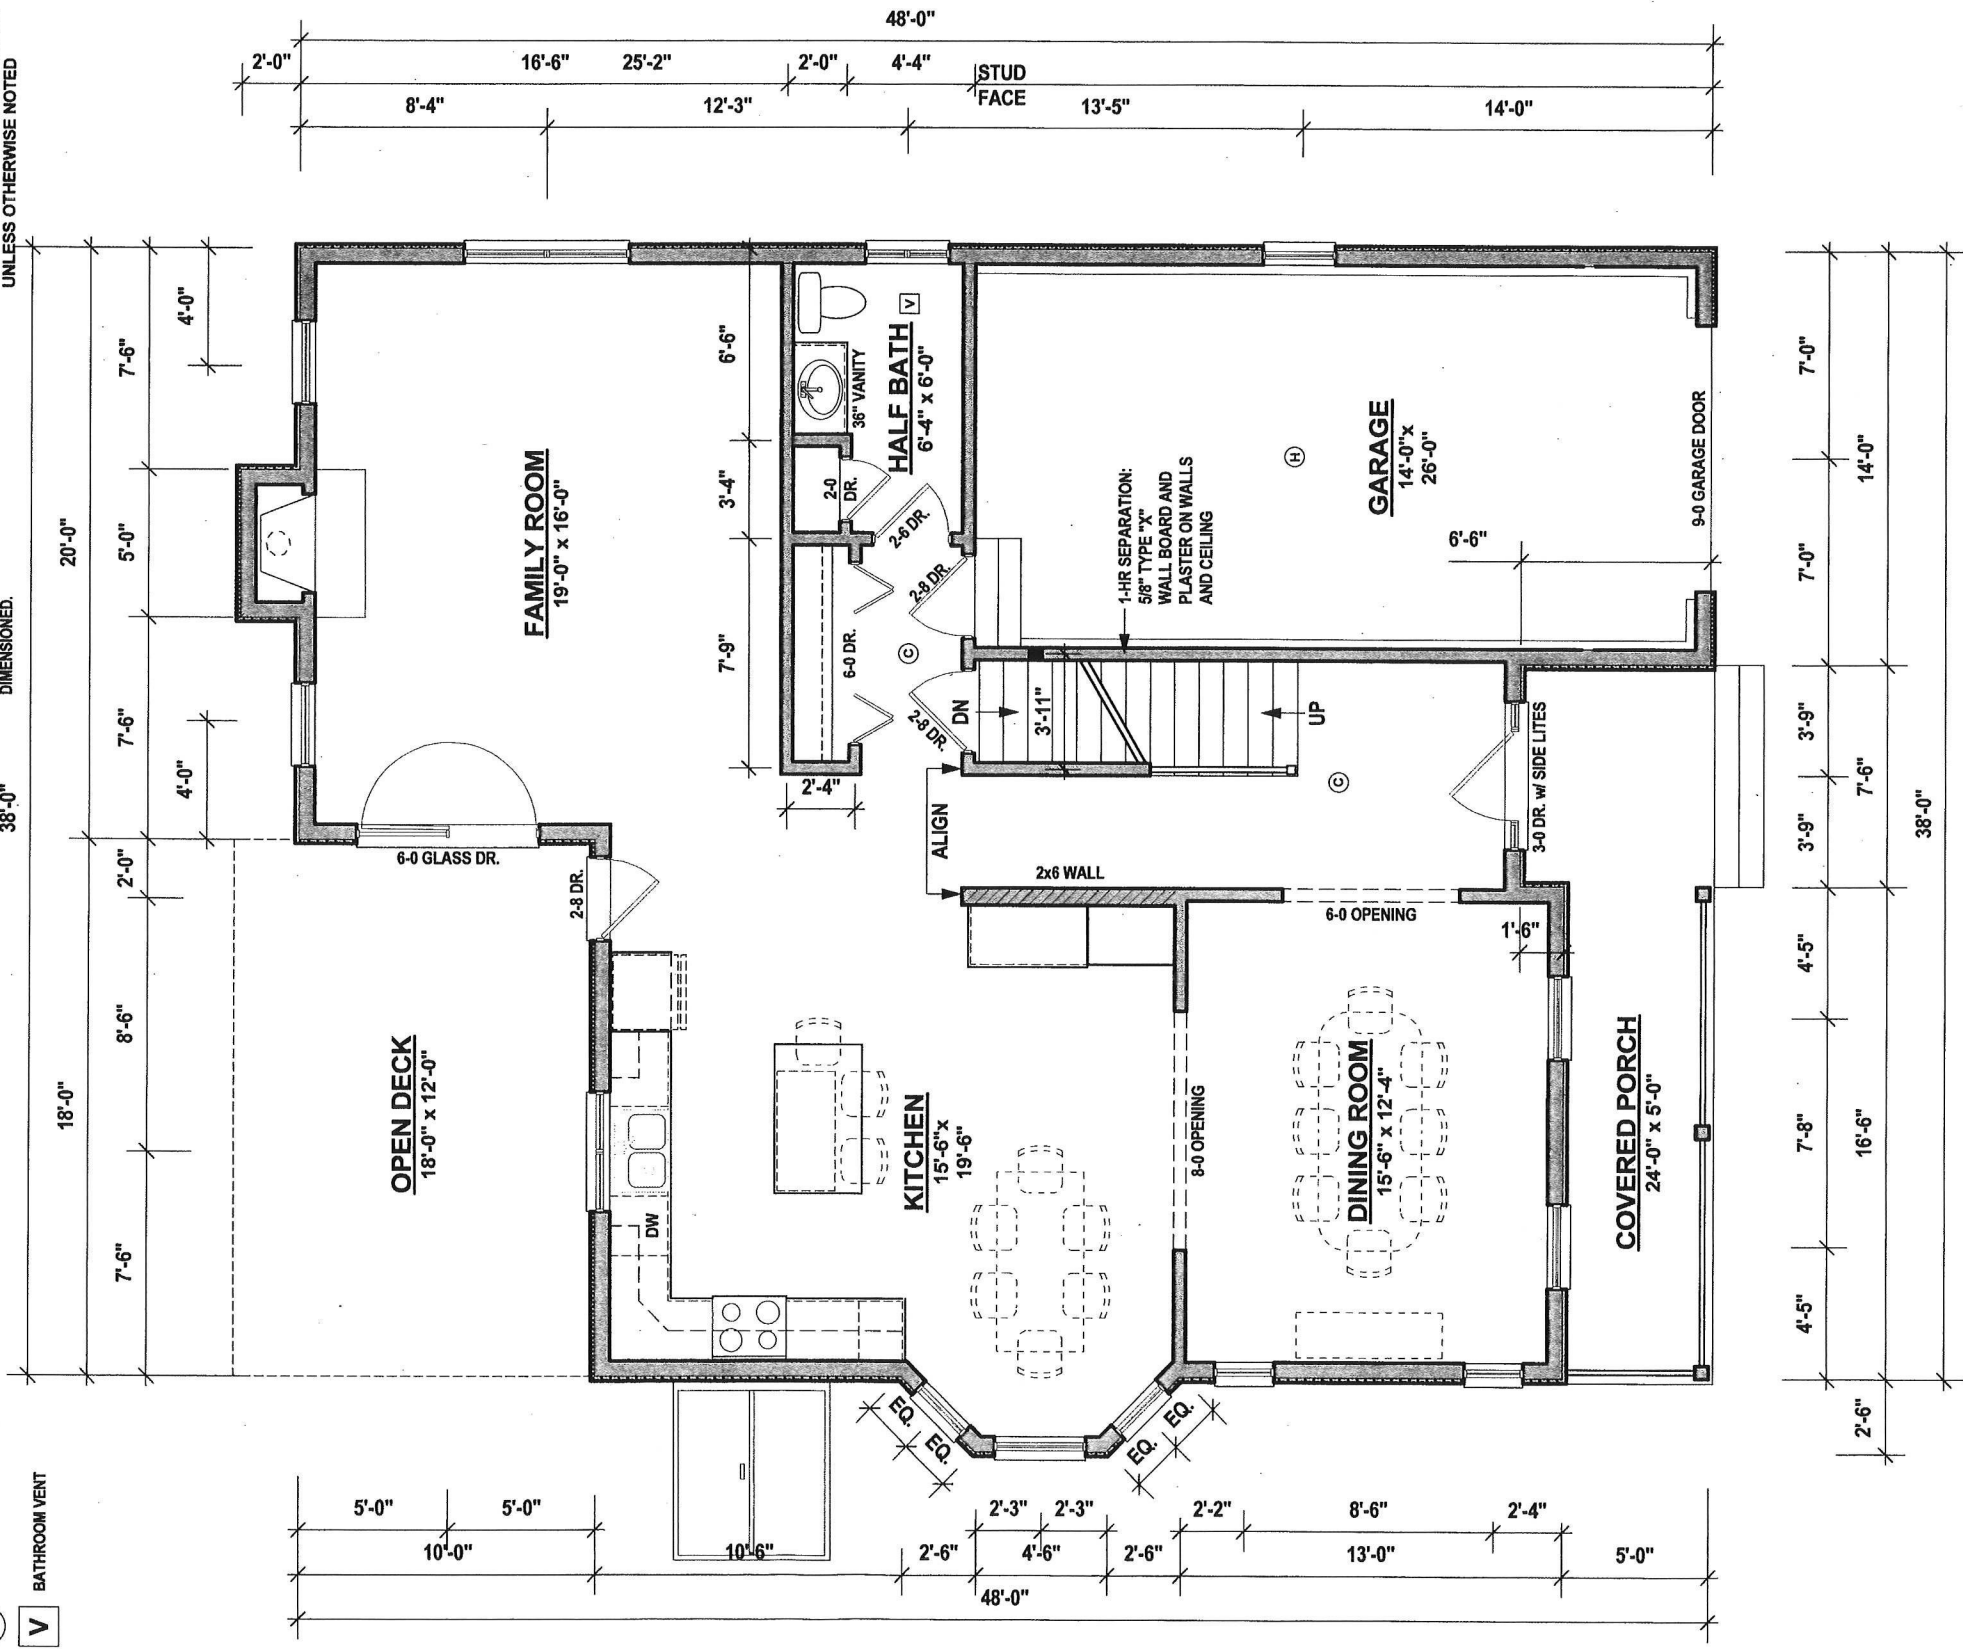 UNLESS OTHERWISE NOTED
DIMENSIONED.
38'-0"
48'-0"
2'-0"
16'-6"
25'-2"
2'-0"
4'-4"
STUD
FACE
8'-4"
12'-3"
13'-5"
14'-0"
20'-0"
18'-0"
7'-6"
5'-0"
7'-6"
2'-0"
8'-6"
7'-6"
4'-0"
4'-0"
FAMILY ROOM
19'-0" x 16'-0"
6'-6"
3'-4"
7'-9"
2'-4"
36" VANITY
V
HALF BATH
6'-4" x 6'-0"
2-0
DR.
2-6 DR.
2-8 DR.
6-0 DR.
C
2-8 DR.
DN
3'-11"
UP
1-HR SEPARATION:
5/8" TYPE "X"
WALL BOARD AND
PLASTER ON WALLS
AND CEILING
H
GARAGE
14'-0"x
26'-0"
6'-6"
9-0 GARAGE DOOR
C
3-0 DR. w/ SIDE LITES
6-0 GLASS DR.
2-8 DR.
ALIGN
2x6 WALL
6-0 OPENING
1'-6"
OPEN DECK
18'-0" x 12'-0"
DW
KITCHEN
15'-6"x
19'-6"
8-0 OPENING
DINING ROOM
15'-6" x 12'-4"
COVERED PORCH
24'-0" x 5'-0"
EQ.
EQ.
EQ.
EQ.
7'-0"
7'-0"
3'-9"
3'-9"
4'-5"
7'-8"
4'-5"
14'-0"
7'-6"
16'-6"
2'-6"
38'-0"
5'-0"
5'-0"
2'-3"
2'-3"
2'-2"
8'-6"
2'-4"
10'-0"
10'-6"
2'-6"
4'-6"
2'-6"
13'-0"
5'-0"
48'-0"
V
BATHROOM VENT